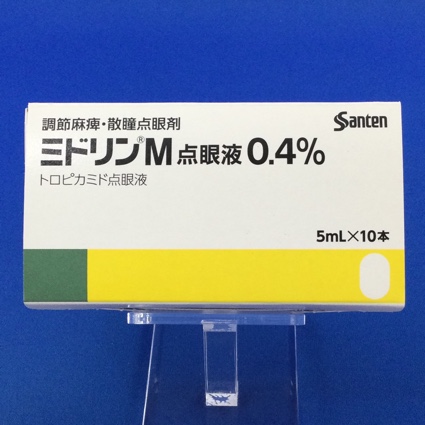 調節麻痺・散瞳点眼剤
Santen
ミドリン®M点眼液0.4%
トロピカミド点眼液
5mL×10本